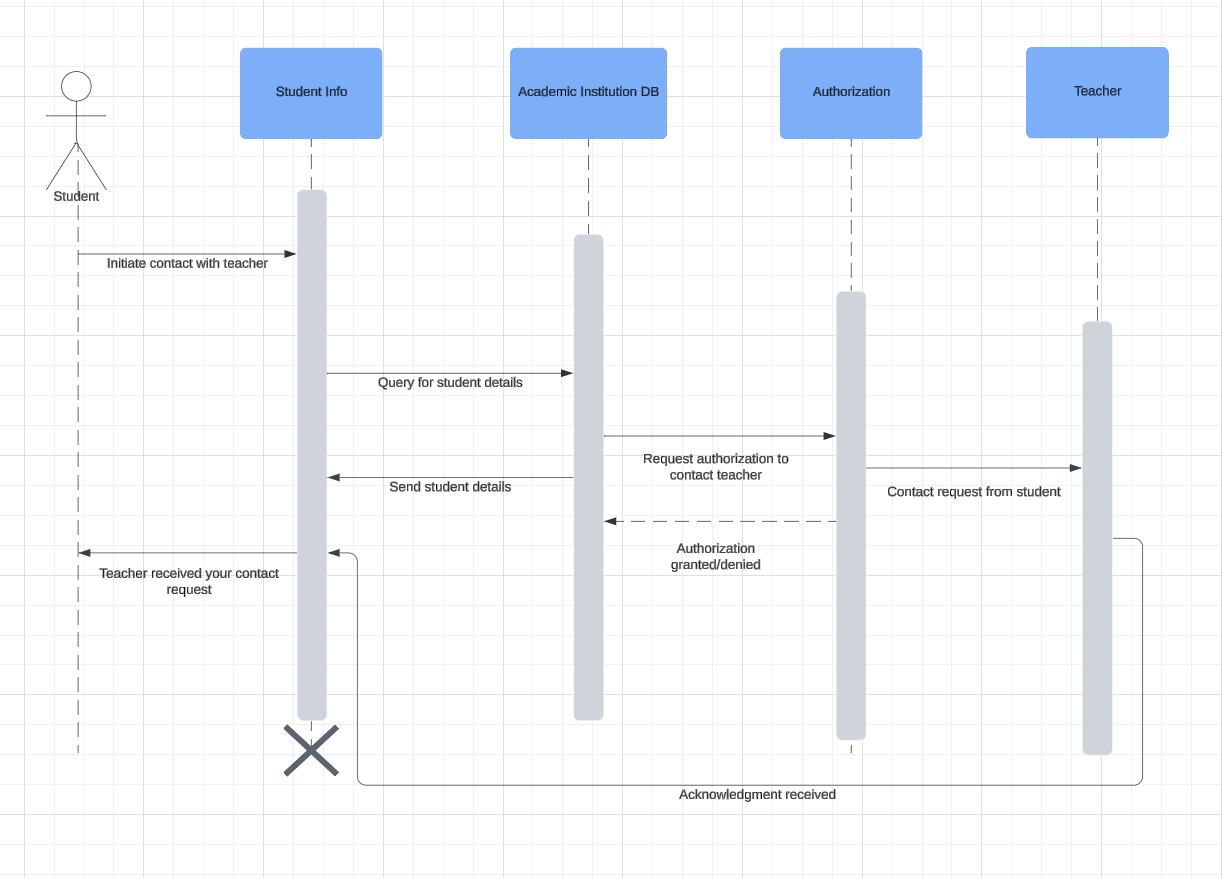 Student Info
Academic Institution DB
Authorization
Teacher
Student
Initiate contact with teacher
Query for student details
Request authorization to
contact teacher
Send student details
Contact request from student
Authorization
granted/denied
Teacher received your contact
request
Acknowledgment received